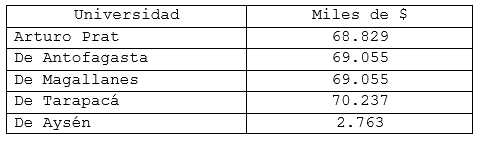 Universidad Miles de $
Arturo Prat 68.829
De Antofagasta 69.055
De Magallanes 69.055
De Tarapacá 70.237
De Aysén 2.763